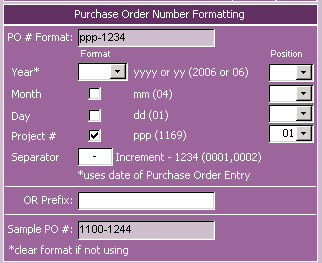 Purchase Order Number Formatting
PO # Format: ppp-1234
Format Position
Year* yyyy or yy (2006 or 06)
Month mm (04)
Day dd (01)
Project # ppp (1169) 01
Separator - Increment - 1234 (0001,0002)
*uses date of Purchase Order Entry
OR Prefix:
Sample PO #: 1100-1244
*clear format if not using